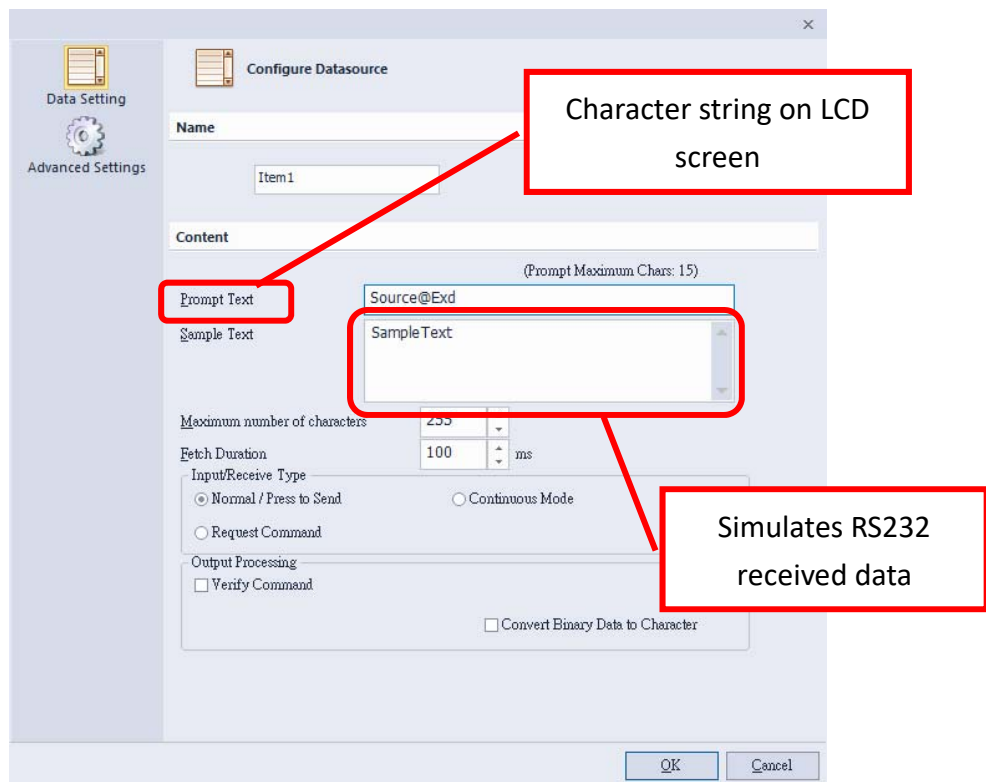 ×
Data Setting
Advanced Settings
Configure Datasource
Character string on LCD
screen
Name
Item1
Content
(Prompt Maximum Chars: 15)
Prompt Text
Source@Exd
Sample Text
SampleText
Maximum number of characters
255
Fetch Duration
100
ms
Input/Receive Type
Normal / Press to Send
Continuous Mode
Request Command
Simulates RS232
received data
Output Processing
Verify Command
Convert Binary Data to Character
OK
Cancel